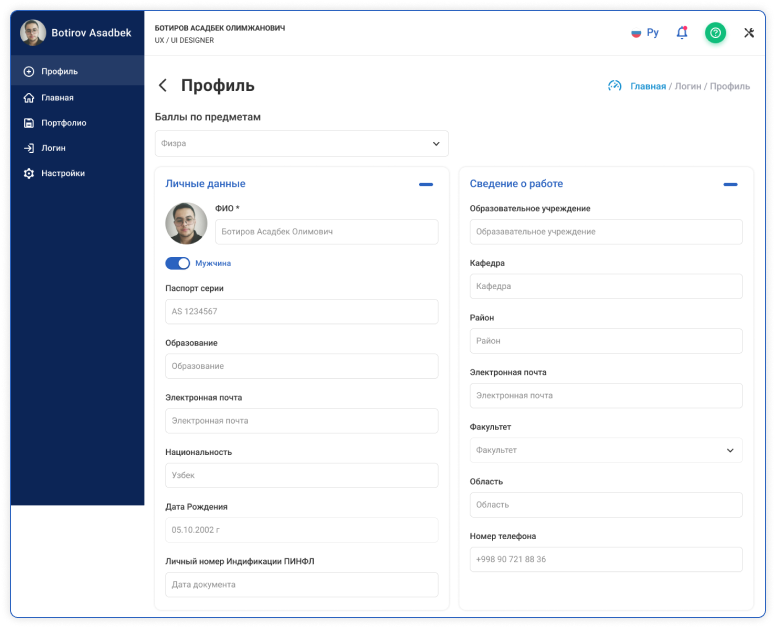 Botirov Asadbek
Профиль
Главная
Портфолио
Логин
Настройки
БОТИРОВ АСАДБЕК ОЛИМЖАНОВИЧ
UX / UI DESIGNER
Ру
Профиль
Главная / Логин / Профиль
Баллы по предметам
Физра
Личные данные
ФИО *
Ботиров Асадбек Олимович
Мужчина
Паспорт серии
AS 1234567
Образование
Образование
Электронная почта
Электронная почта
Национальность
Узбек
Дата Рождения
05.10.2002 г
Личный номер Индификации ПИНФЛ
Дата документа
Сведение о работе
Образовательное учреждение
Образавательное учреждение
Кафедра
Кафедра
Район
Район
Электронная почта
Электронная почта
Факультет
Факультет
Область
Область
Номер телефона
+998 90 721 88 36